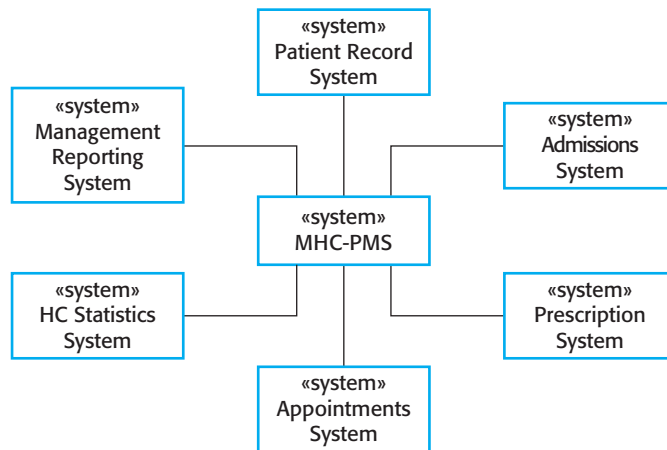 «system»
Patient Record
System
«system»
Management
Reporting
System
«system»
Admissions
System
«system»
MHC-PMS
«system»
HC Statistics
System
«system»
Prescription
System
«system»
Appointments
System